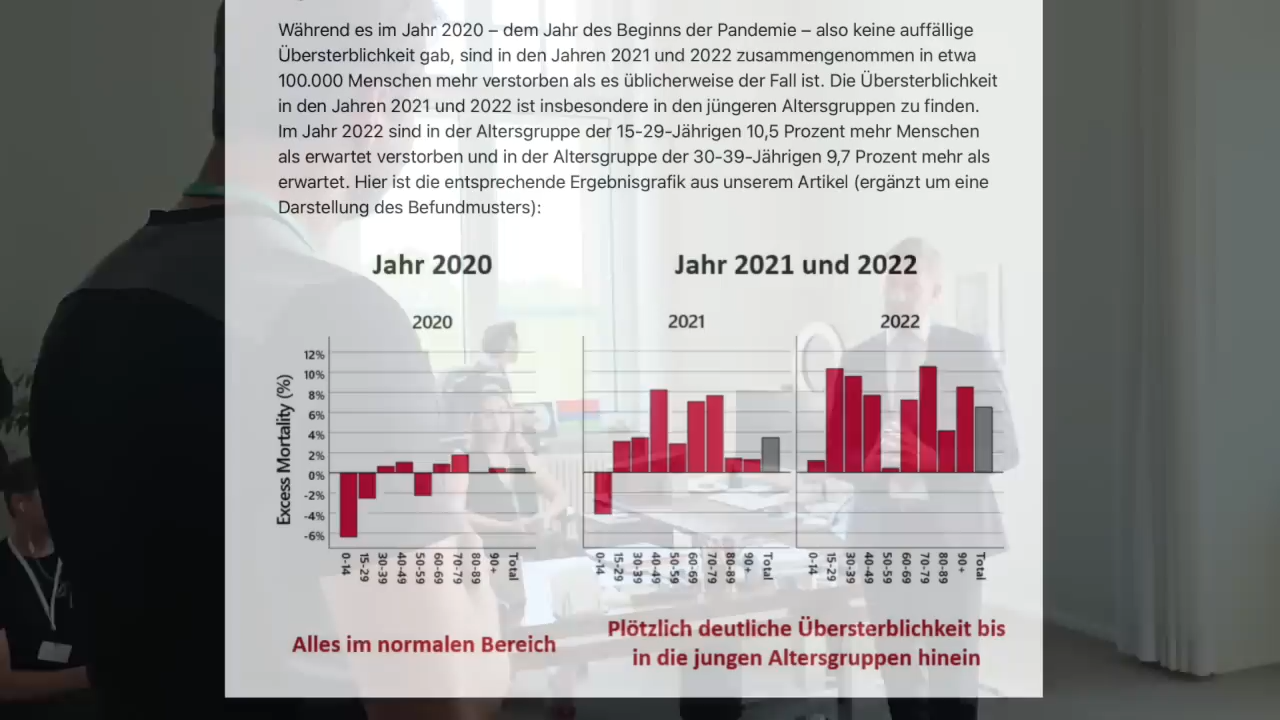 Während es im Jahr 2020 – dem Jahr des Beginns der Pandemie – also keine auffällige
Übersterblichkeit gab, sind in den Jahren 2021 und 2022 zusammengenommen in etwa
100.000 Menschen mehr verstorben als es üblicherweise der Fall ist. Die Übersterblichkeit
in den Jahren 2021 und 2022 ist insbesondere in den jüngeren Altersgruppen zu finden.
Im Jahr 2022 sind in der Altersgruppe der 15-29-Jährigen 10,5 Prozent mehr Menschen
als erwartet verstorben und in der Altersgruppe der 30-39-Jährigen 9,7 Prozent mehr als
erwartet. Hier ist die entsprechende Ergebnisgrafik aus unserem Artikel (ergänzt um eine
Darstellung des Befundmusters):
Jahr 2020
Jahr 2021 und 2022
2020
2021
2022
Excess Mortality (%)
12%
10%
8%
6%
4%
2%
0%
-2%
-4%
-6%
0-14
15-29
30-39
40-49
50-59
60-69
70-79
80-89
90+
Total
0-14
15-29
30-39
40-49
50-59
60-69
70-79
80-89
90+
Total
0-14
15-29
30-39
40-49
50-59
60-69
70-79
80-89
90+
Total
Alles im normalen Bereich
Plötzlich deutliche Übersterblichkeit bis
in die jungen Altersgruppen hinein